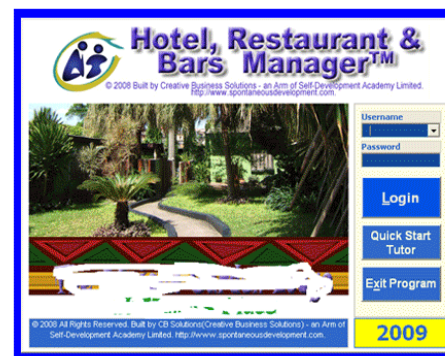 Hotel, Restaurant &
Bars Manager™
© 2008 Built by Creative Business Solutions - an Arm of Self-Development Academy Limited.
http://www.spontaneousdevelopment.com.
Username
Password
Login
Quick Start
Tutor
Exit Program
© 2008 All Rights Reserved. Built by CB Solutions(Creative Business Solutions) - an Arm of
Self-Development Academy Limited. http://www.spontaneousdevelopment.com.
2009